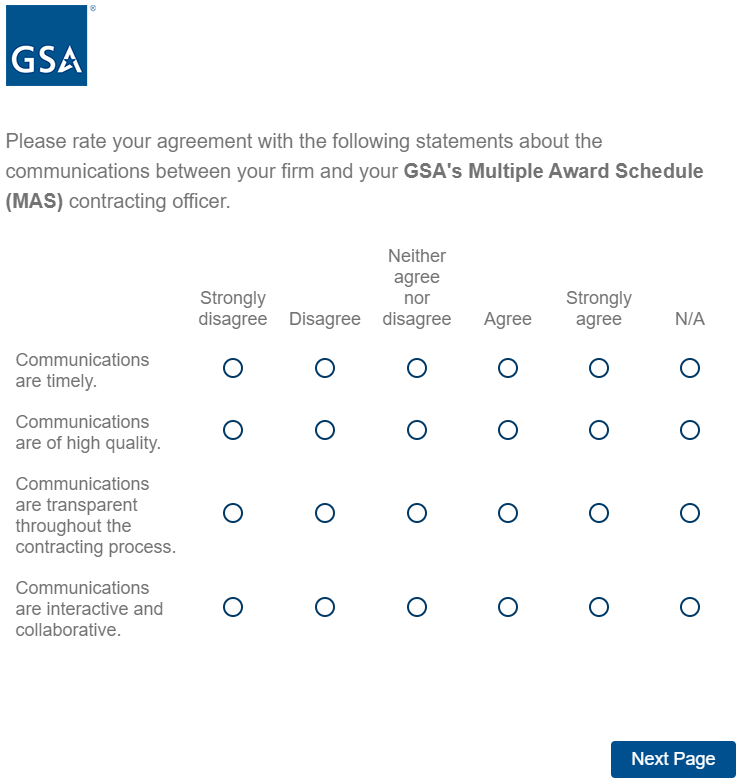 GSA
®
Please rate your agreement with the following statements about the
communications between your firm and your GSA's Multiple Award Schedule
(MAS) contracting officer.
Strongly
disagree
Disagree
Neither
agree
nor
disagree
Agree
Strongly
agree
N/A
Communications
are timely.
Communications
are of high quality.
Communications
are transparent
throughout the
contracting process.
Communications
are interactive and
collaborative.
Next Page